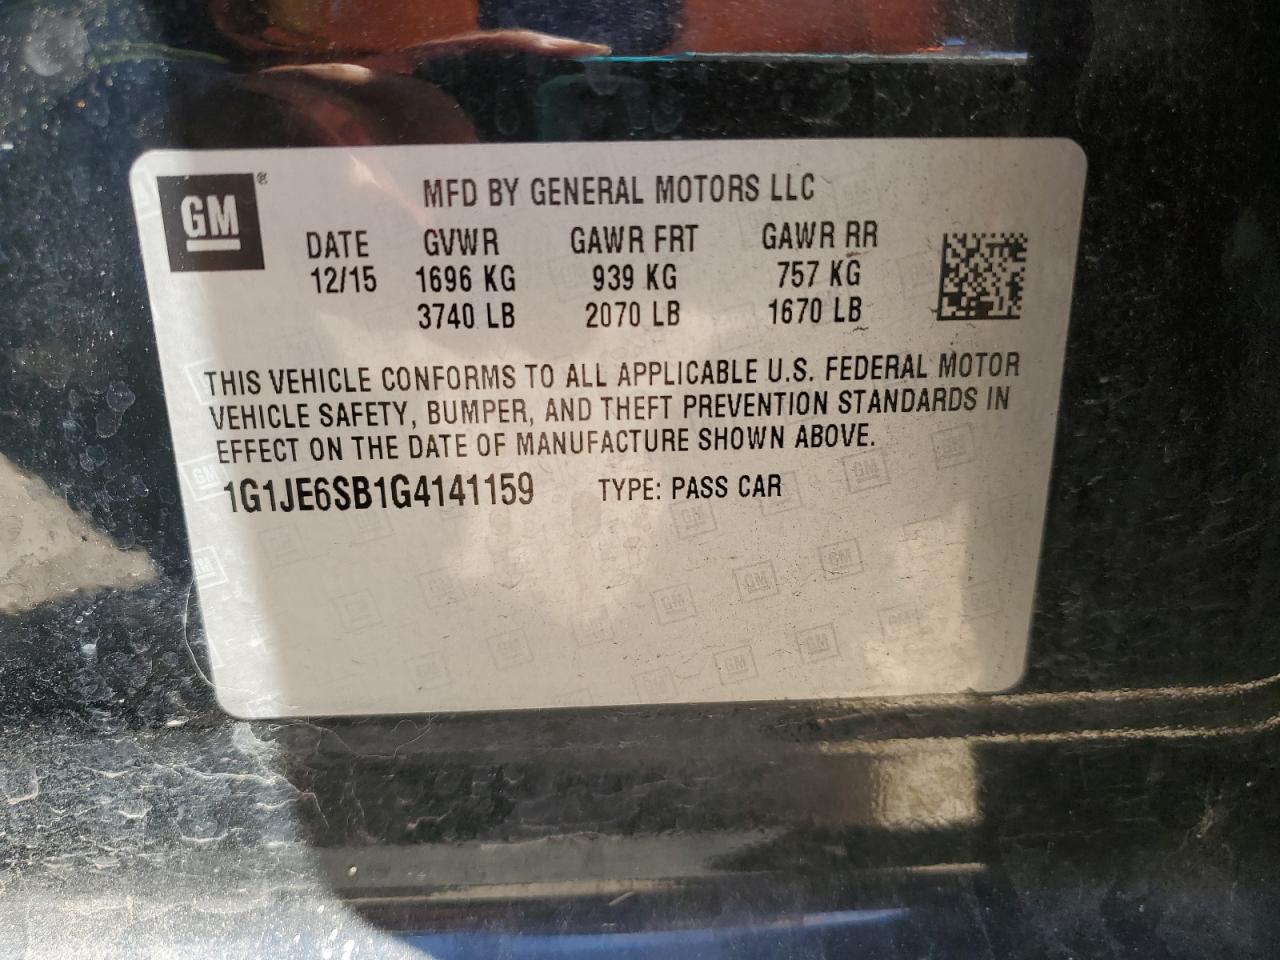 GM ®
MFD BY GENERAL MOTORS LLC
DATE GVWR GAWR FRT GAWR RR
12/15 1696 KG 939 KG 757 KG
3740 LB 2070 LB 1670 LB
THIS VEHICLE CONFORMS TO ALL APPLICABLE U.S. FEDERAL MOTOR
VEHICLE SAFETY, BUMPER, AND THEFT PREVENTION STANDARDS IN
EFFECT ON THE DATE OF MANUFACTURE SHOWN ABOVE.
1G1JE6SB1G4141159 TYPE: PASS CAR